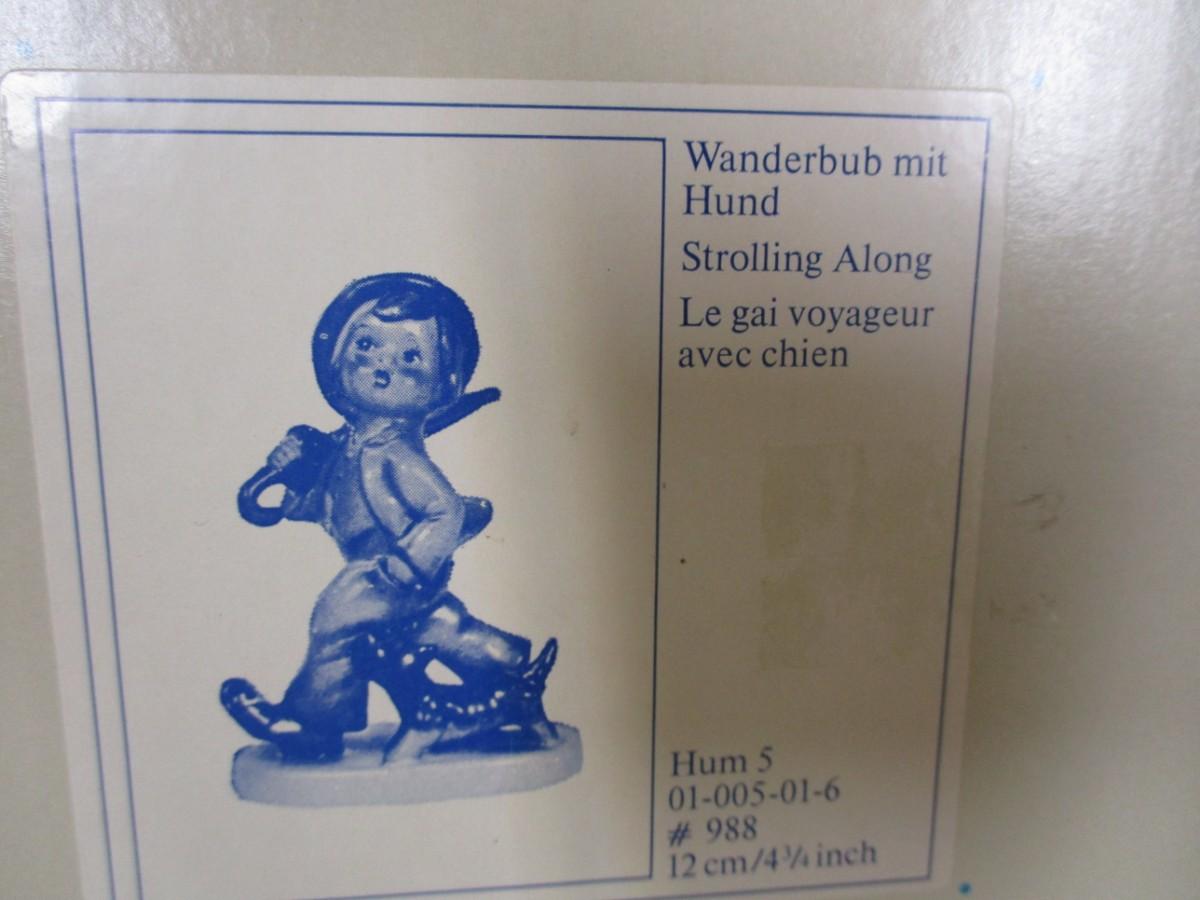 Wanderbub mit
Hund
Strolling Along
Le gai voyageur
avec chien
Hum 5
01-005-01-6
# 988
12 cm/4¾ inch